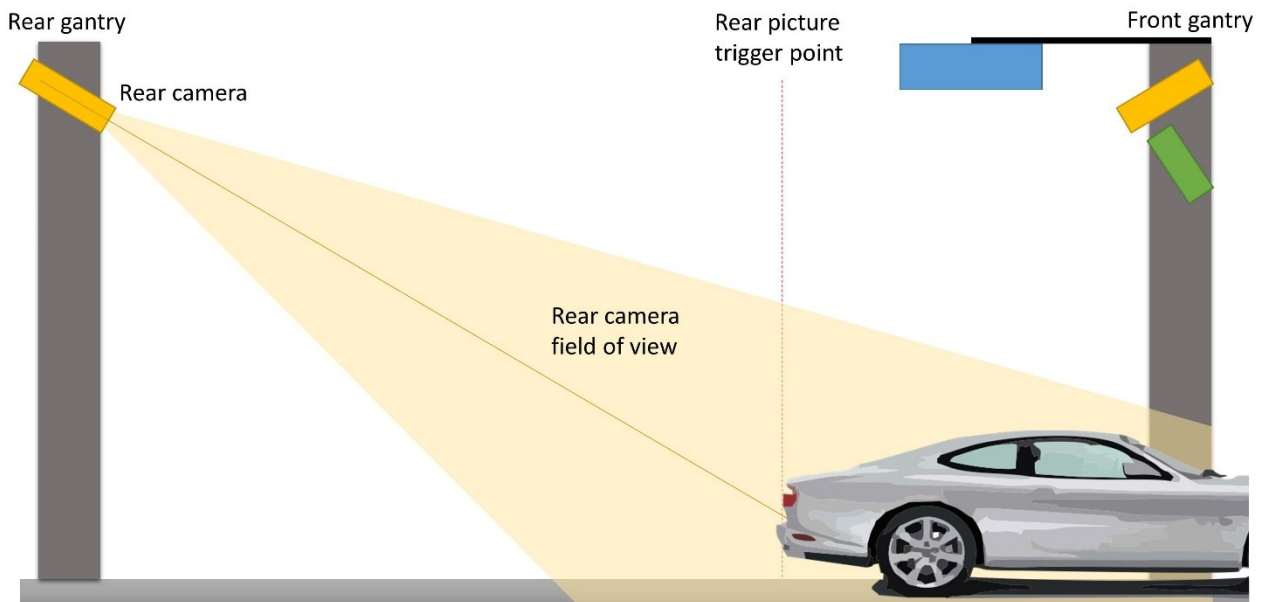 Rear gantry
Rear camera
Rear picture
trigger point
Front gantry
Rear camera
field of view